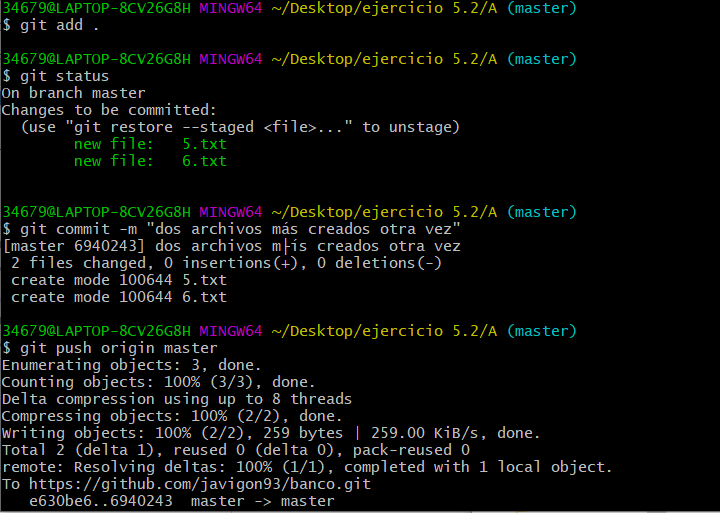 34679@LAPTOP-8CV26G8H MINGW64 ~/Desktop/ejercicio 5.2/A (master)
$ git add .
34679@LAPTOP-8CV26G8H MINGW64 ~/Desktop/ejercicio 5.2/A (master)
$ git status
On branch master
Changes to be committed:
  (use "git restore --staged <file>..." to unstage)
        new file:   5.txt
        new file:   6.txt
34679@LAPTOP-8CV26G8H MINGW64 ~/Desktop/ejercicio 5.2/A (master)
$ git commit -m "dos archivos más creados otra vez"
[master 6940243] dos archivos m├ís creados otra vez
 2 files changed, 0 insertions(+), 0 deletions(-)
 create mode 100644 5.txt
 create mode 100644 6.txt
34679@LAPTOP-8CV26G8H MINGW64 ~/Desktop/ejercicio 5.2/A (master)
$ git push origin master
Enumerating objects: 3, done.
Counting objects: 100% (3/3), done.
Delta compression using up to 8 threads
Compressing objects: 100% (2/2), done.
Writing objects: 100% (2/2), 259 bytes | 259.00 KiB/s, done.
Total 2 (delta 1), reused 0 (delta 0), pack-reused 0
remote: Resolving deltas: 100% (1/1), completed with 1 local object.
To https://github.com/javigon93/banco.git
   e630be6..6940243  master -> master